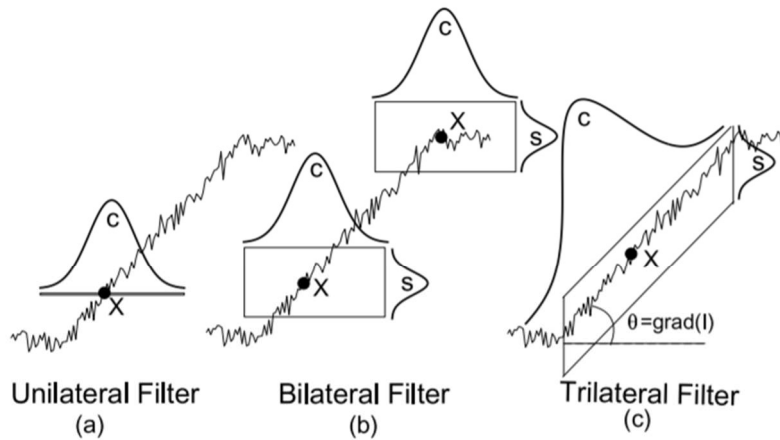 c
X
Unilateral Filter
(a)
c
X
s
c
X
s
Bilateral Filter
(b)
c
s
X
θ=grad(I)
Trilateral Filter
(c)